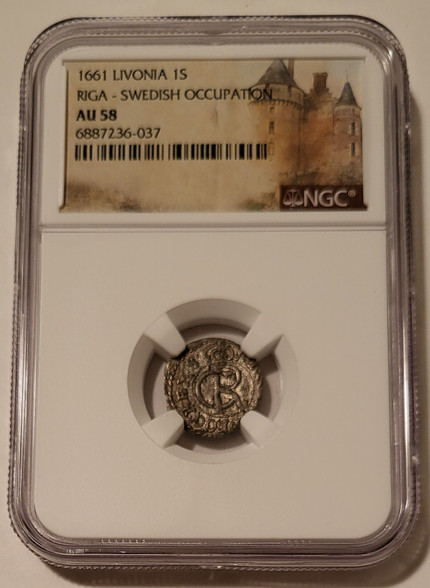 1661 LIVONIA 1S
RIGA - SWEDISH OCCUPATION
AU 58
6887236-037
NGC®